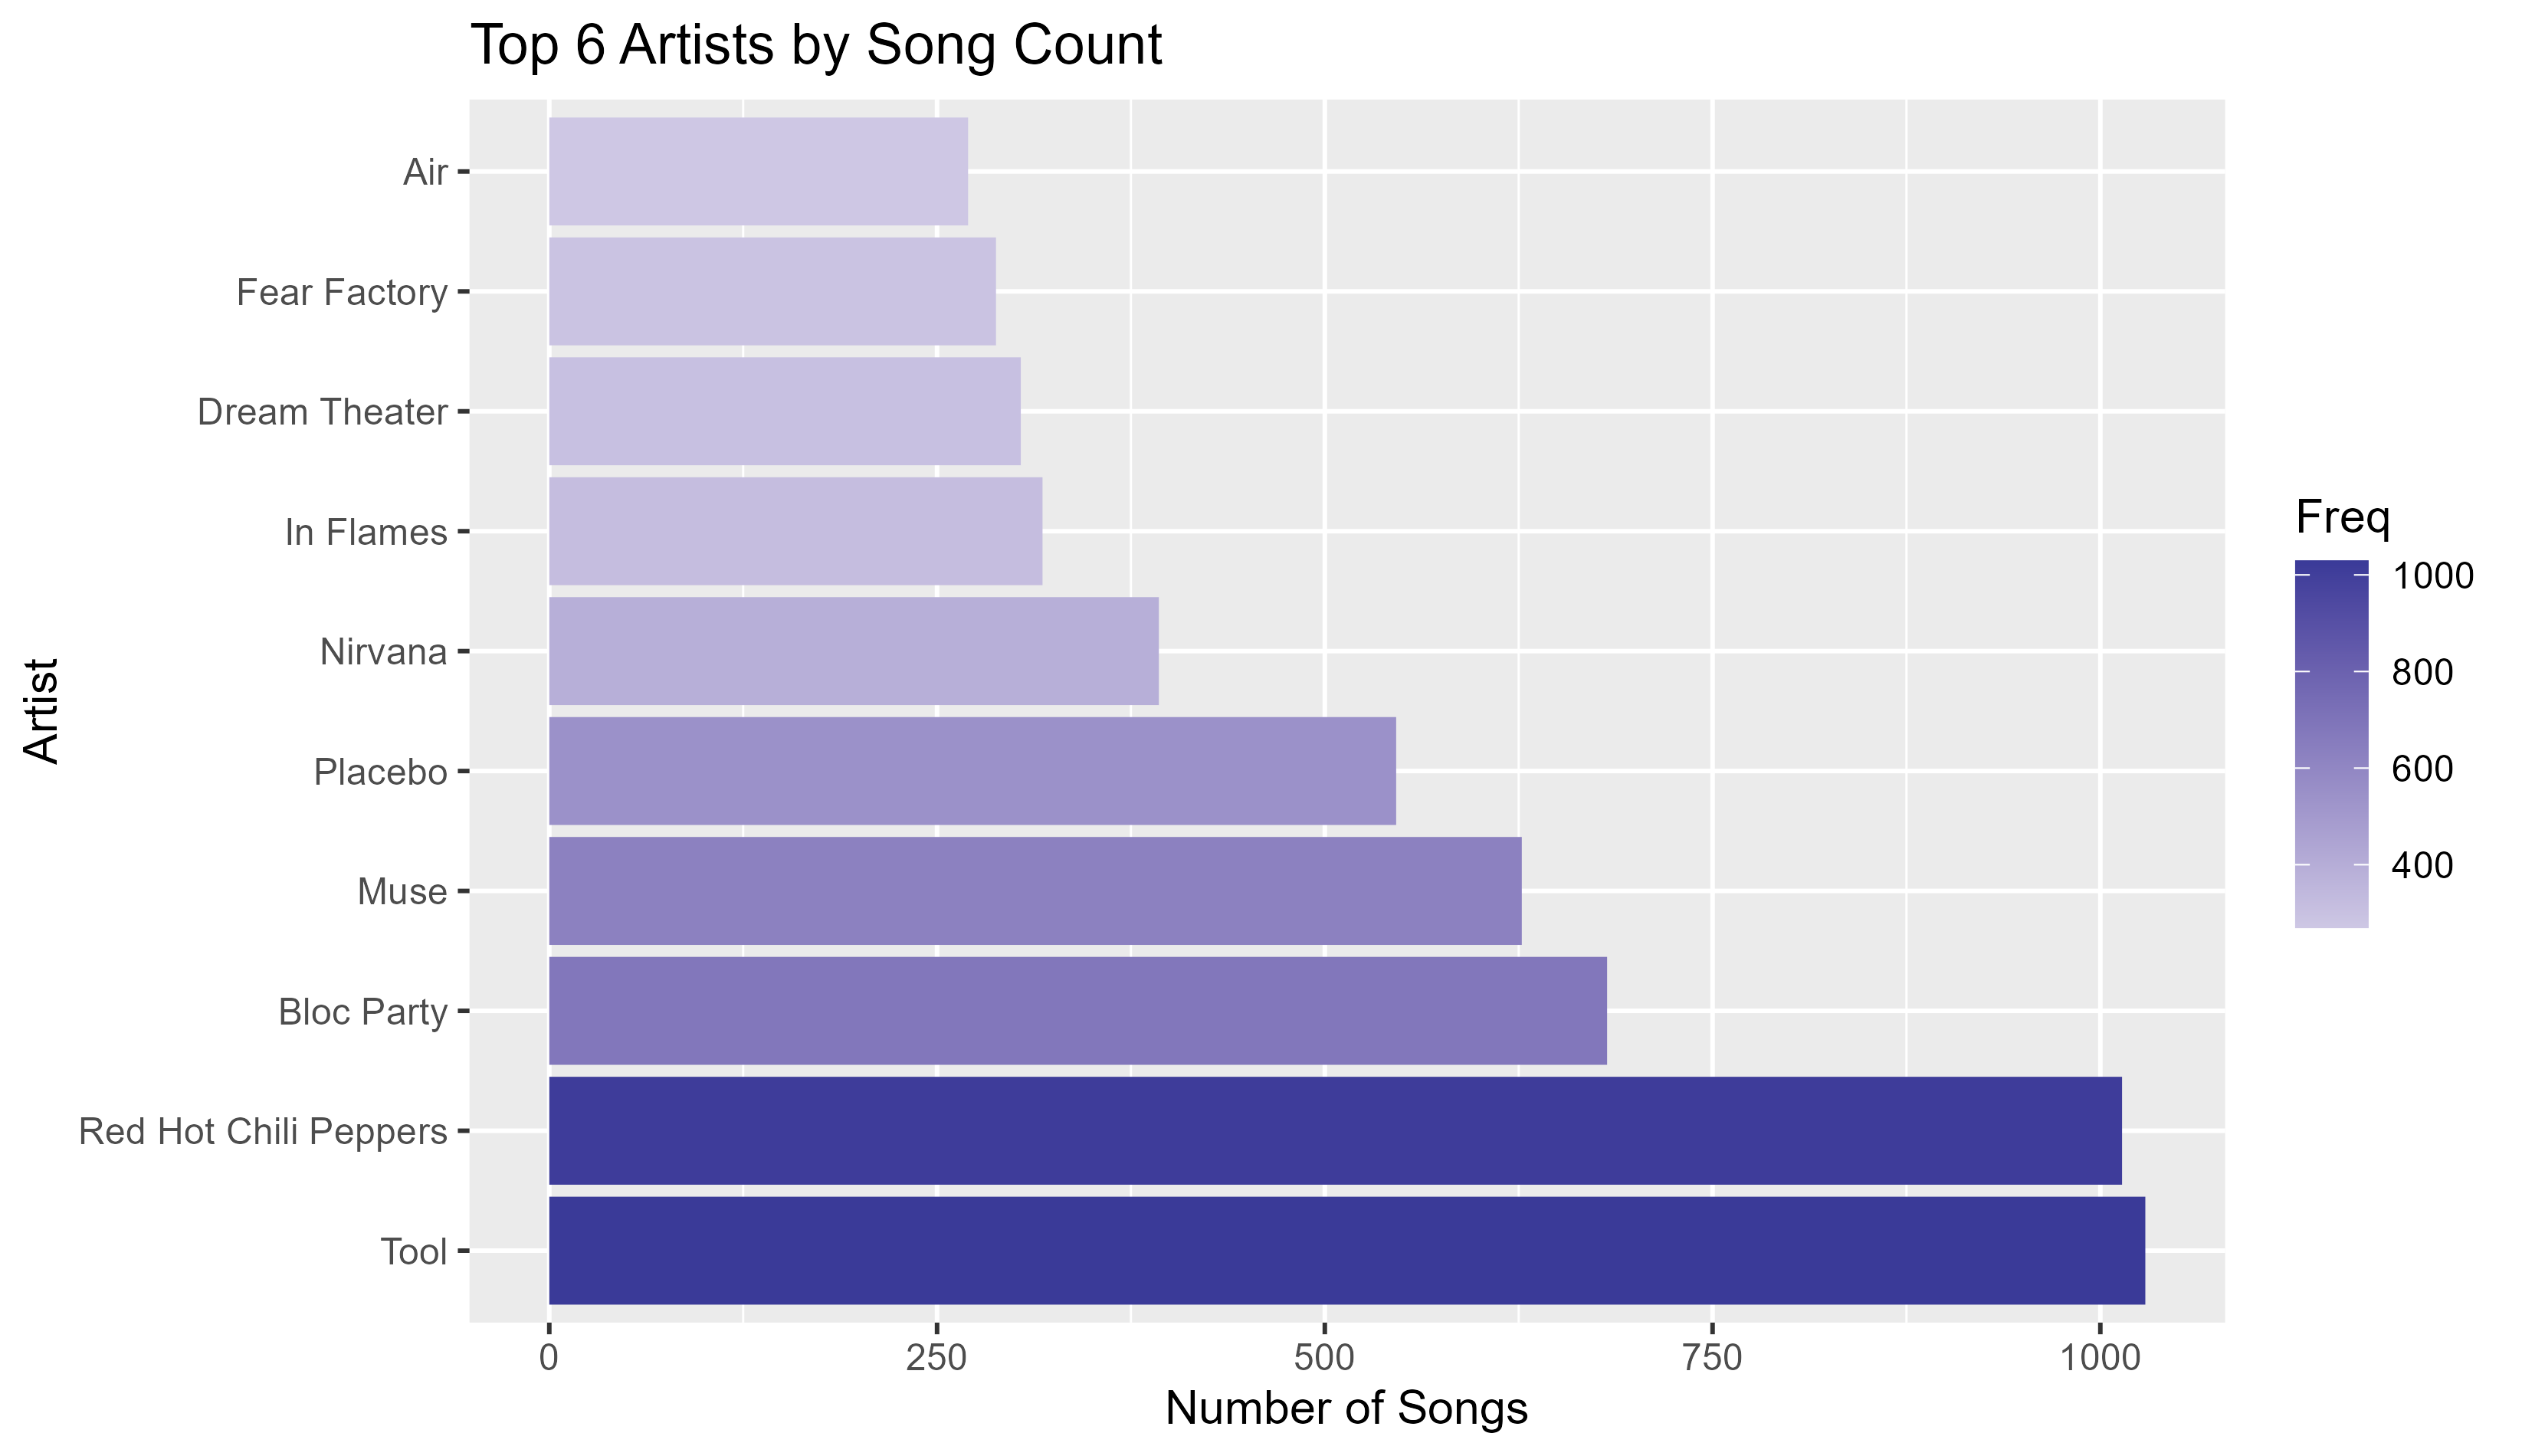 Top 6 Artists by Song Count
Artist
Air
Fear Factory
Dream Theater
In Flames
Nirvana
Placebo
Muse
Bloc Party
Red Hot Chili Peppers
Tool
0 250 500 750 1000
Number of Songs
Freq
1000
800
600
400